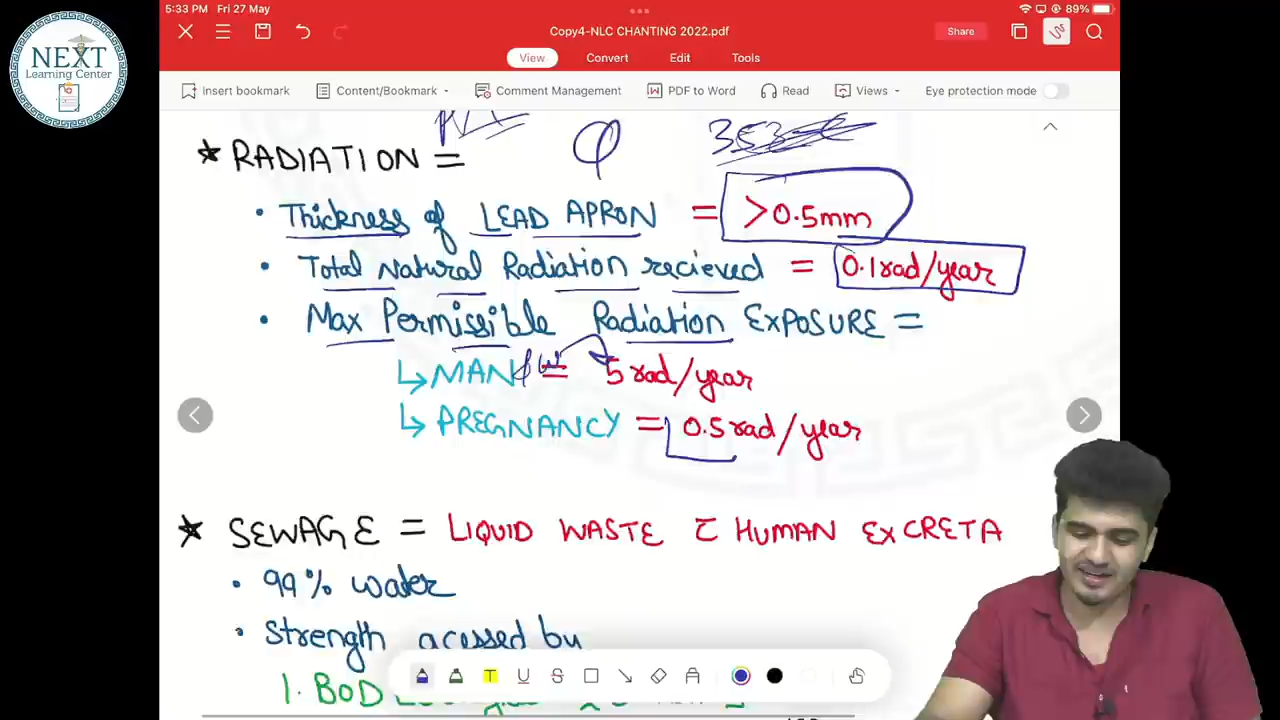 5:33 PM Fri 27 May
89%
NEXT
Learning Center
Copy4-NLC CHANTING 2022.pdf
Share
View Convert Edit Tools
Insert bookmark Content/Bookmark Comment Management PDF to Word Read Views Eye protection mode
★ RADIATION =
• Thickness of LEAD APRON = >0.5mm
• Total Natural Radiation recieved = 0.1rad/year
• Max Permissible Radiation EXPOSURE =
↳ MAN = 5 rad/year
↳ PREGNANCY = 0.5rad/year
★ SEWAGE = LIQUID WASTE c̄ HUMAN EXCRETA
• 99% water
• Strength acessed by
1. BOD